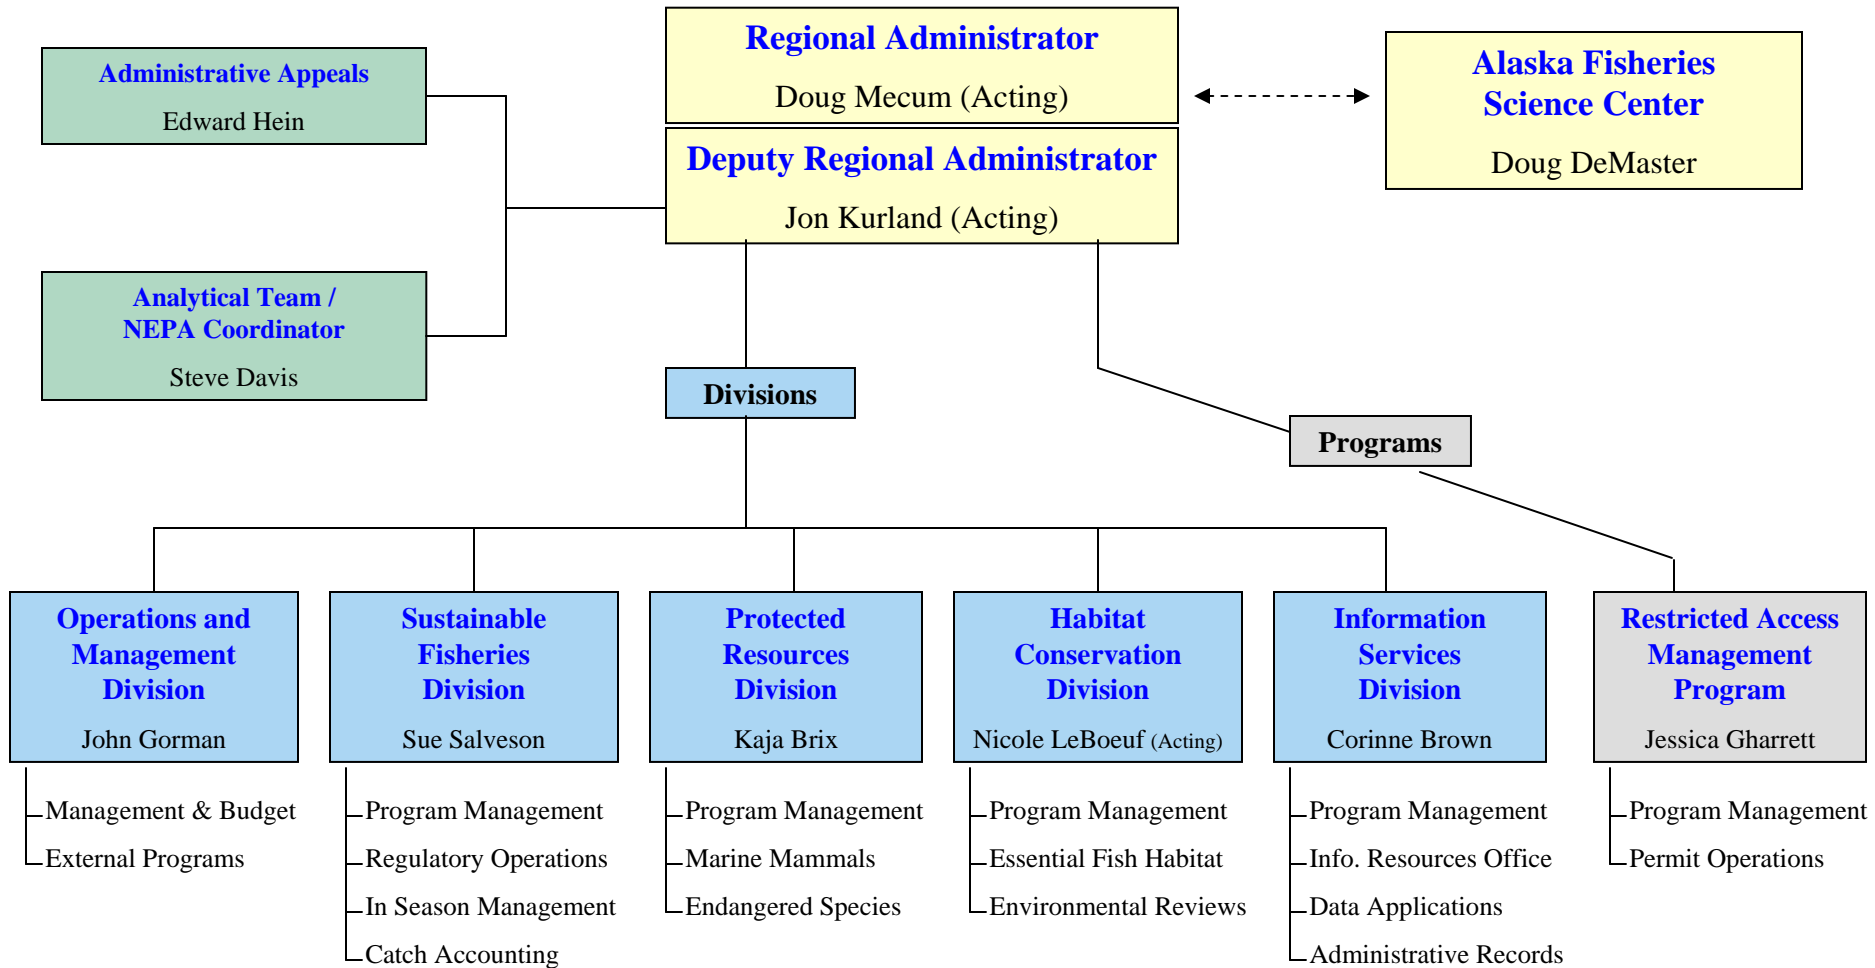 Regional Administrator
Doug Mecum (Acting)
Deputy Regional Administrator
Jon Kurland (Acting)
Alaska Fisheries
Science Center
Doug DeMaster
Administrative Appeals
Edward Hein
Analytical Team /
NEPA Coordinator
Steve Davis
Divisions
Programs
Operations and
Management
Division
John Gorman
Management & Budget
External Programs
Sustainable
Fisheries
Division
Sue Salveson
Program Management
Regulatory Operations
In Season Management
Catch Accounting
Protected
Resources
Division
Kaja Brix
Program Management
Marine Mammals
Endangered Species
Habitat
Conservation
Division
Nicole LeBoeuf (Acting)
Program Management
Essential Fish Habitat
Environmental Reviews
Information
Services
Division
Corinne Brown
Program Management
Info. Resources Office
Data Applications
Administrative Records
Restricted Access
Management
Program
Jessica Gharrett
Program Management
Permit Operations